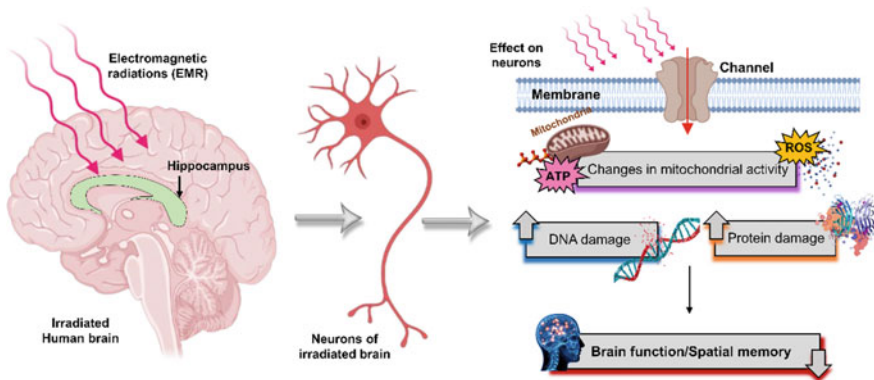 Electromagnetic
radiations (EMR)
Hippocampus
Irradiated
Human brain
Neurons of
irradiated brain
Effect on
neurons
Channel
Membrane
Mitochondria
ROS
ATP
Changes in mitochondrial activity
DNA damage
Protein damage
Brain function/Spatial memory